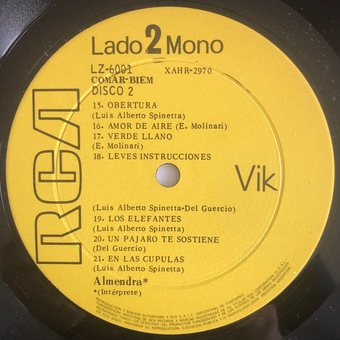 Lado 2 Mono
LZ-6001 XAHR-2970
COMAR-BIEM
DISCO 2
15- OBERTURA
(Luis Alberto Spinetta)
16- AMOR DE AIRE (E. Molinari)
17- VERDE LLANO
(E. Molinari)
18- LEVES INSTRUCCIONES
RCA
Vik
(Luis Alberto Spinetta-Del Guercio)
19- LOS ELEFANTES
(Luis Alberto Spinetta)
20- UN PAJARO TE SOSTIENE
(Del Guercio)
21- EN LAS CUPULAS
(Luis Alberto Spinetta)
Almendra*
*(Intérprete)